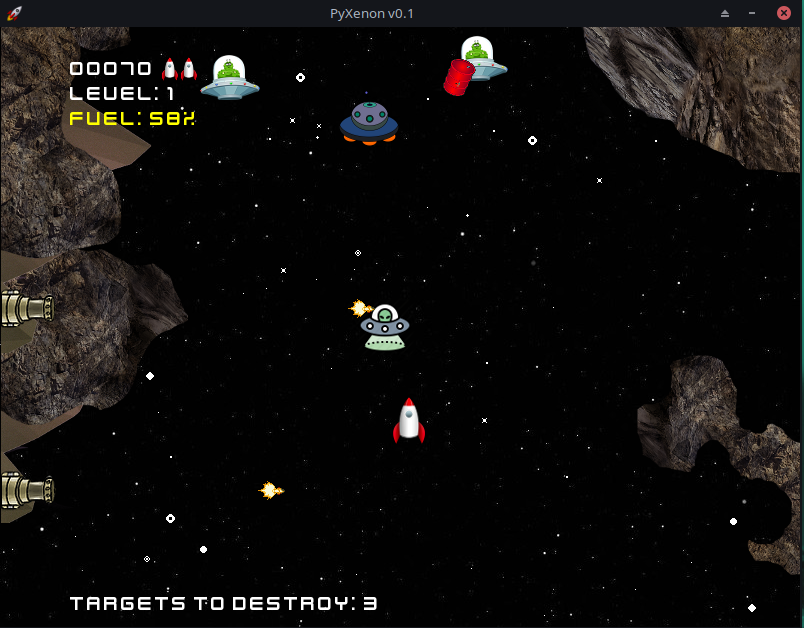 PyXenon v0.1
00070
LEVEL: 1
FUEL: 58%
TARGETS TO DESTROY: 3